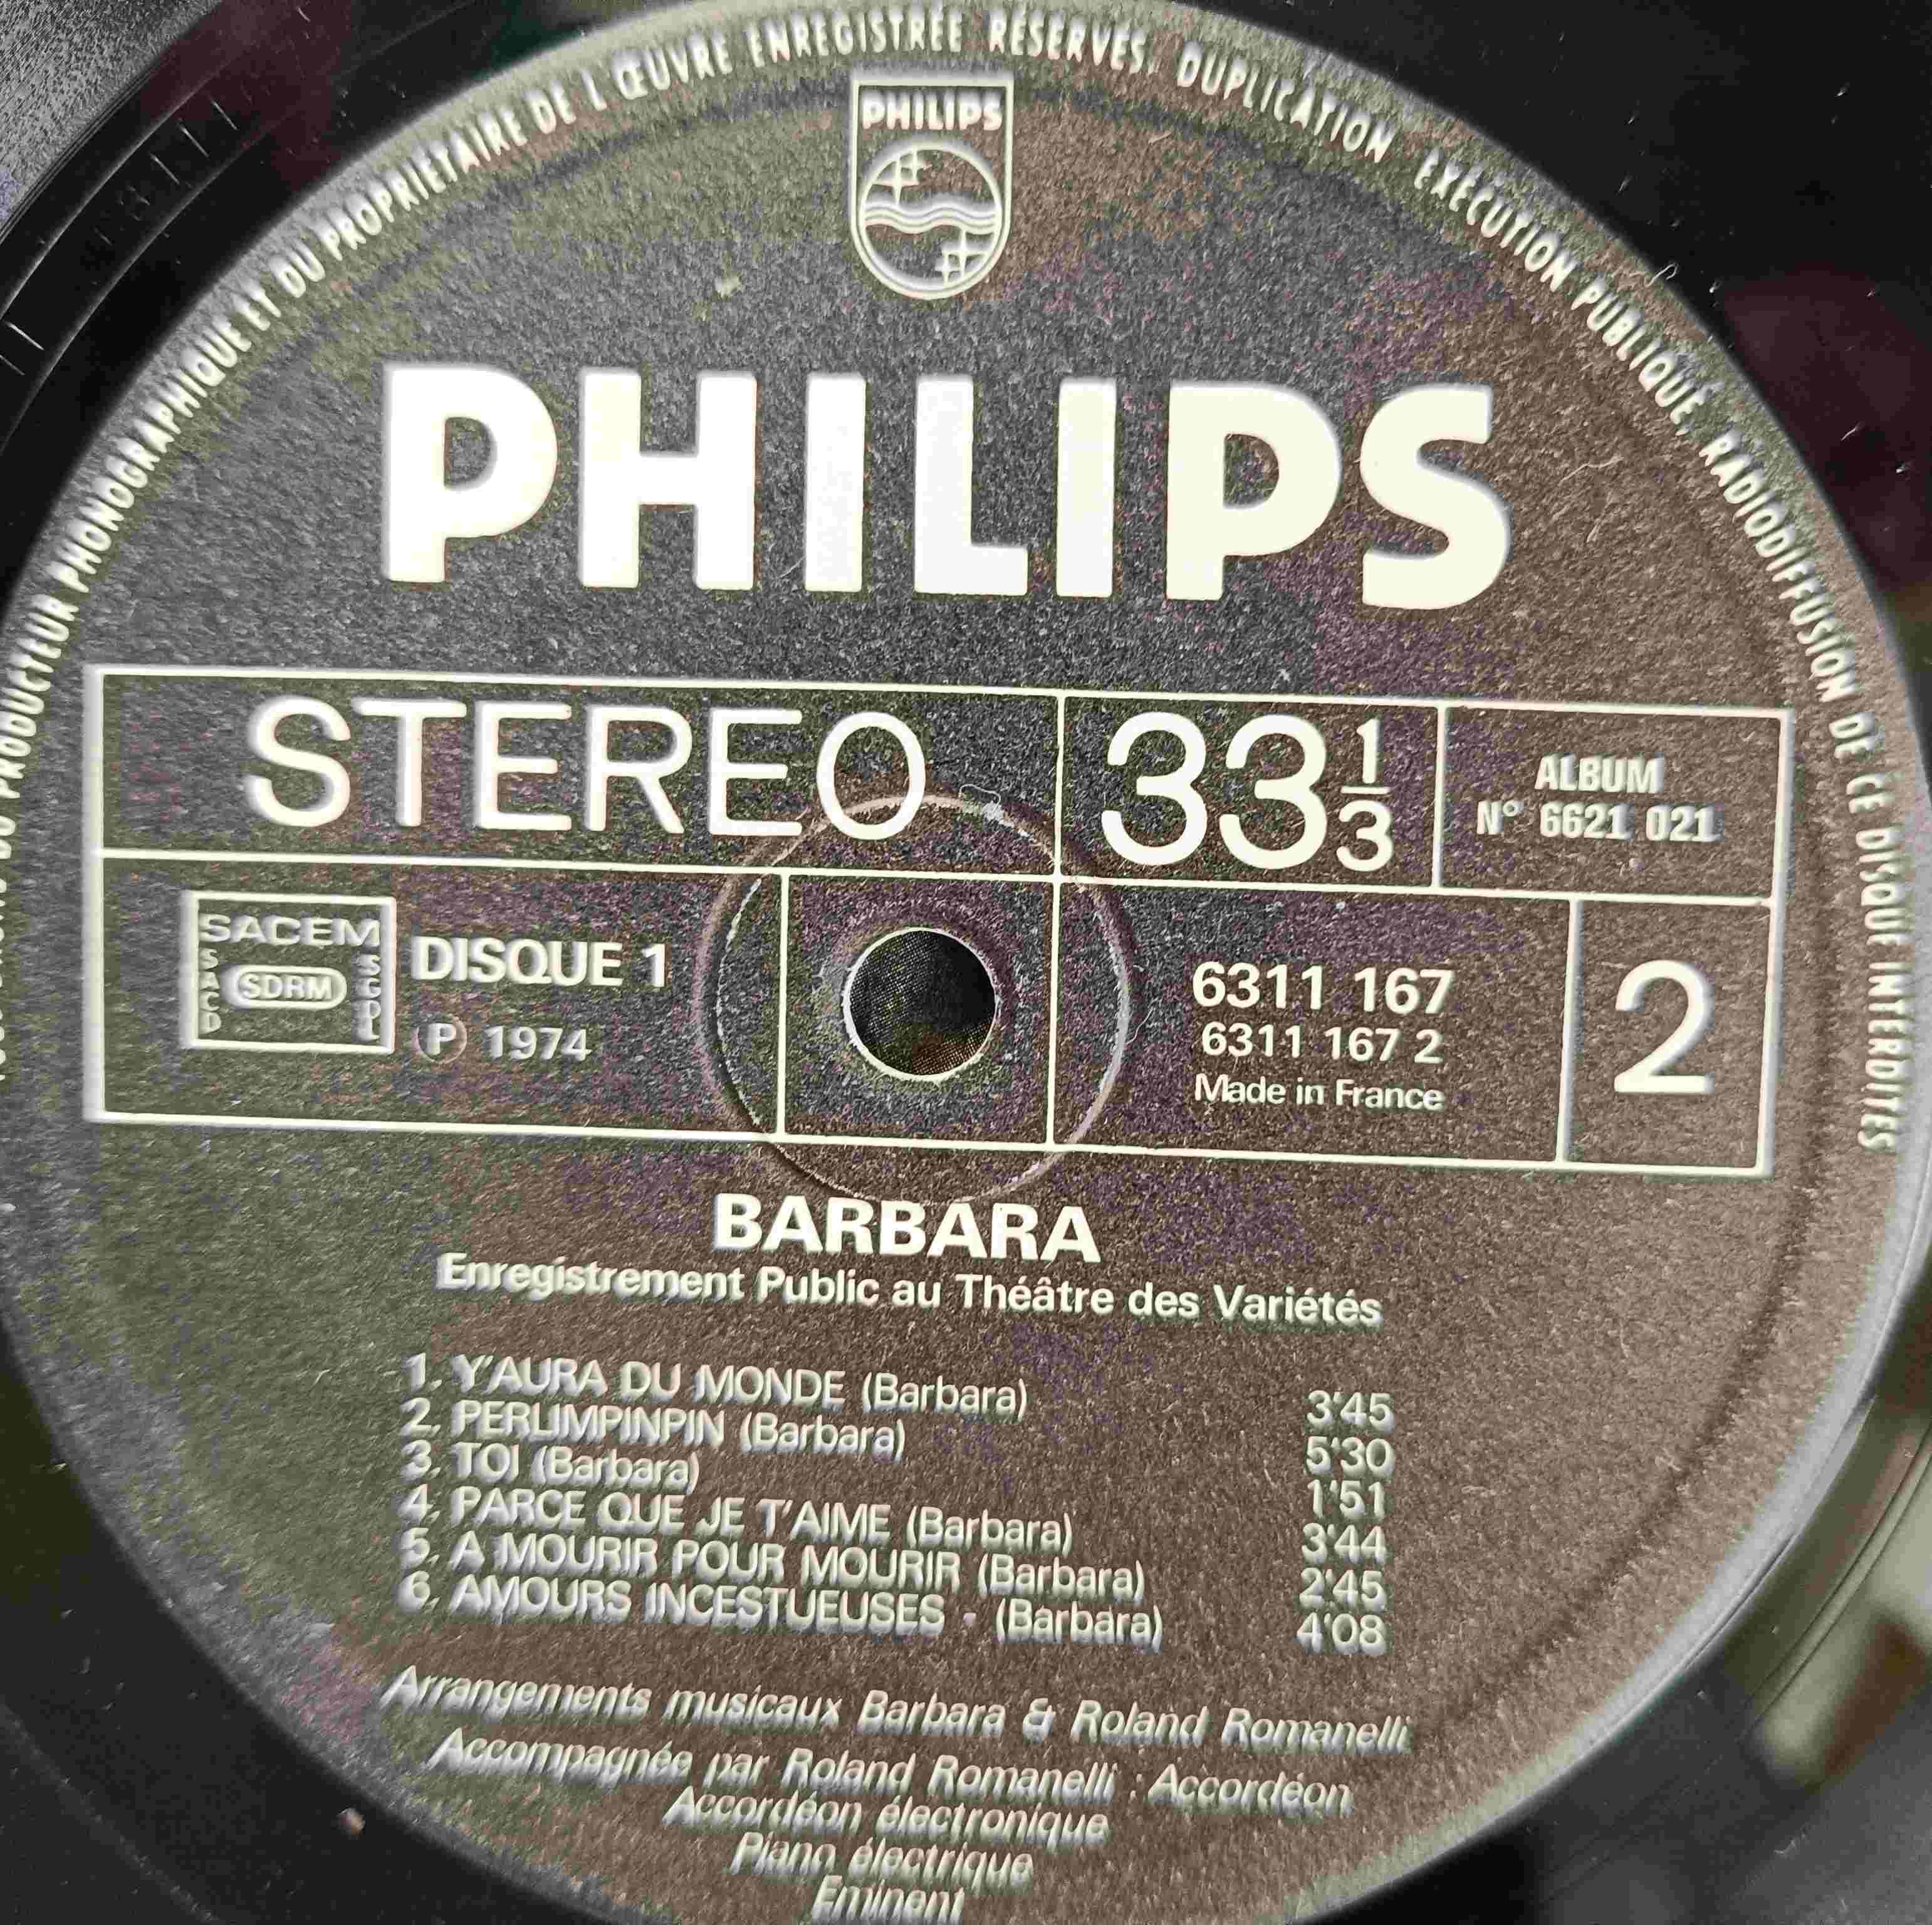 DU PRODUCTEUR PHONOGRAPHIQUE ET DU PROPRIÉTAIRE DE L'ŒUVRE ENREGISTRÉE RÉSERVÉS. DUPLICATION EXÉCUTION PUBLIQUE, RADIODIFFUSION DE CE DISQUE INTERDITES
PHILIPS
PHILIPS
STEREO
33 1/3
ALBUM
N° 6621 021
SACEM
SACD
SDRM
SGDL
DISQUE 1
Ⓟ 1974
6311 167
6311 167 2
Made in France
2
BARBARA
Enregistrement Public au Théâtre des Variétés
1. Y'AURA DU MONDE (Barbara) 3'45
2. PERLIMPINPIN (Barbara) 5'30
3. TOI (Barbara) 1'51
4. PARCE QUE JE T'AIME (Barbara) 3'44
5. A MOURIR POUR MOURIR (Barbara) 2'45
6. AMOURS INCESTUEUSES - (Barbara) 4'08
Arrangements musicaux Barbara & Roland Romanelli
Accompagnée par Roland Romanelli : Accordéon
Accordéon électronique
Piano électrique
Eminent